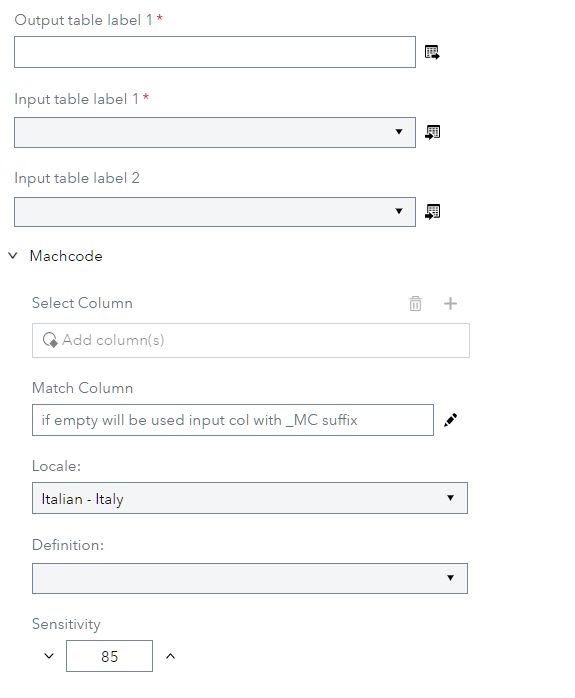 Output table label 1 *
Input table label 1 *
Input table label 2
Machcode
Select Column
Add column(s)
Match Column
if empty will be used input col with _MC suffix
Locale:
Italian - Italy
Definition:
Sensitivity
85